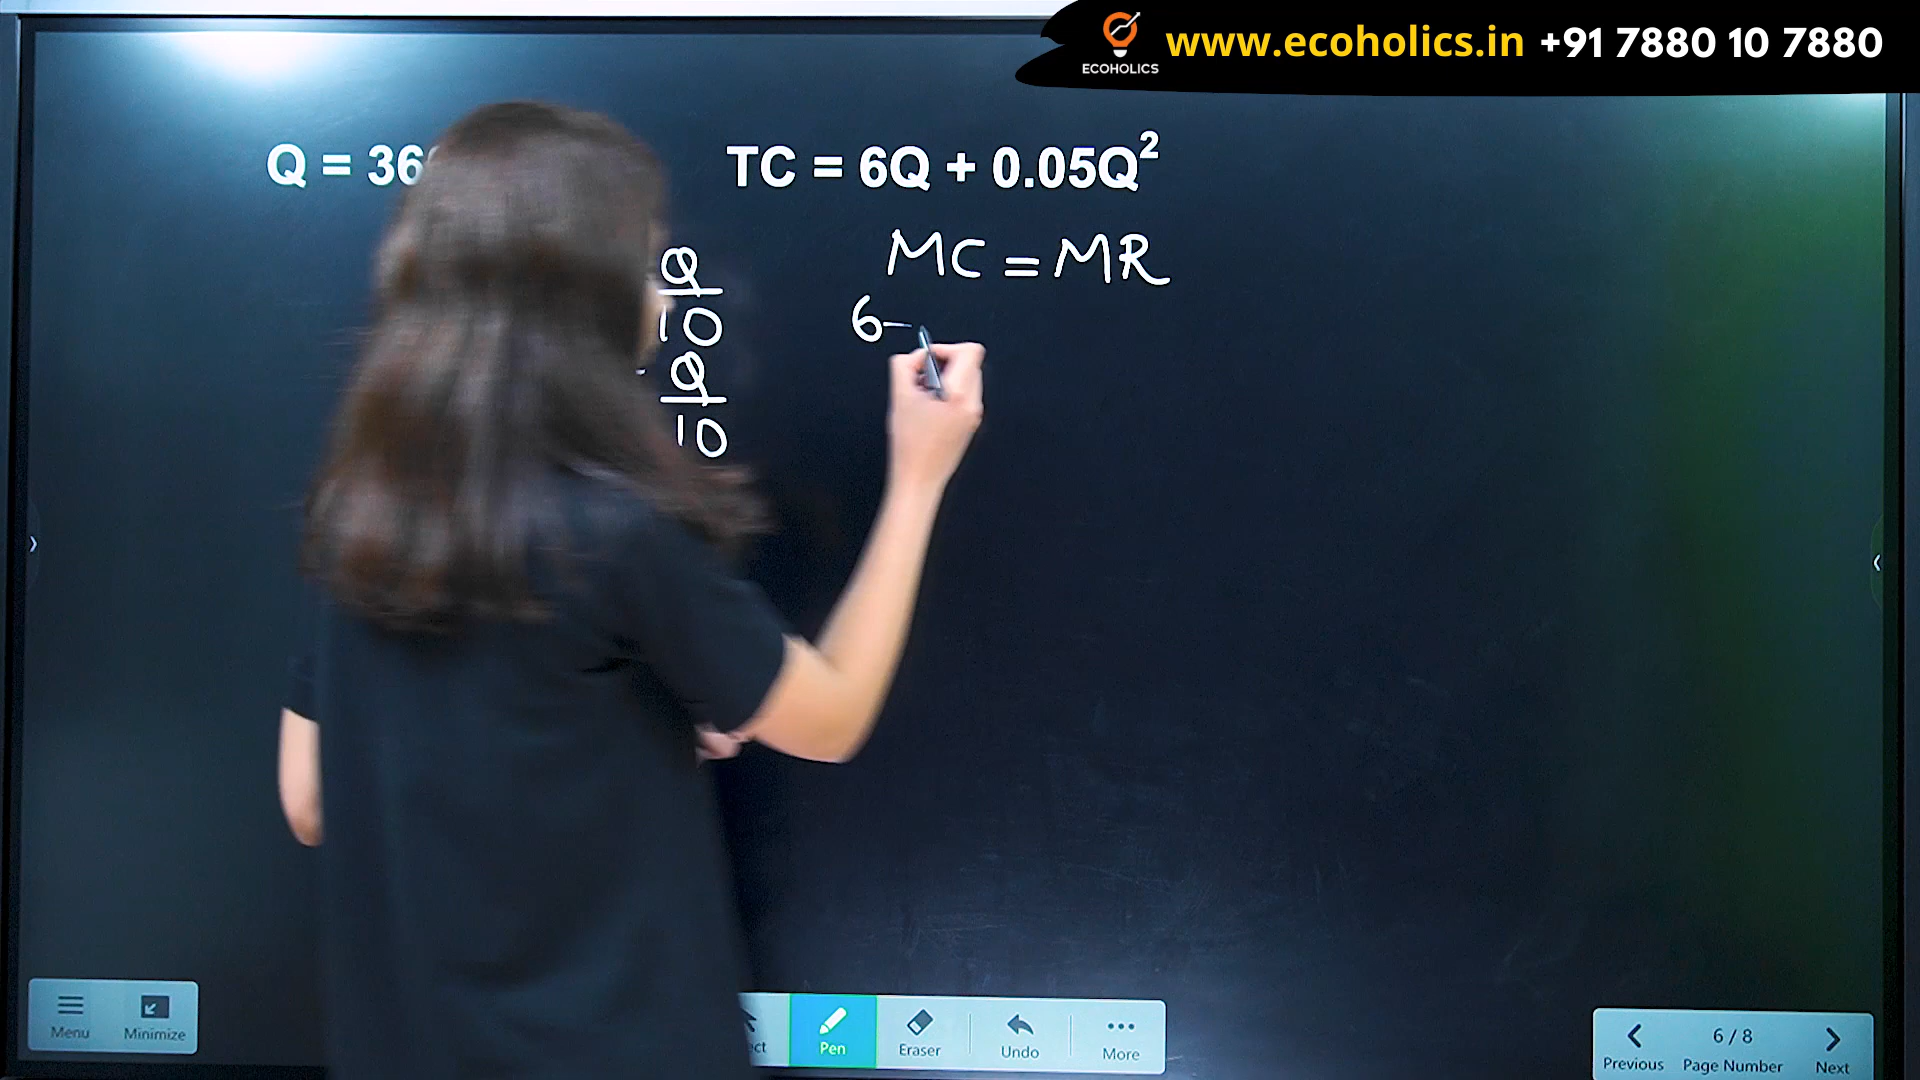 www.ecoholics.in +91 7880 10 7880
ECOHOLICS
Q = 36
TC = 6Q + 0.05Q²
MC = MR
Q
10
Q
10
6-
Menu
Minimize
Pen
Eraser
Undo
More
Previous
6 / 8
Page Number
Next